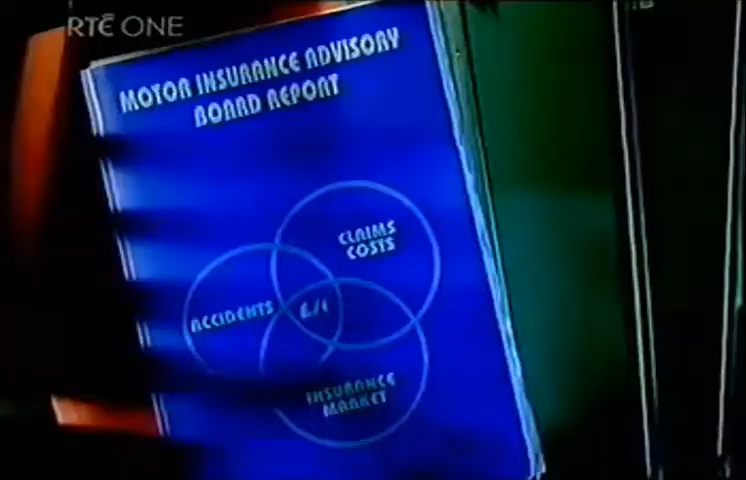 RTÉ ONE
MOTOR INSURANCE ADVISORY
BOARD REPORT
CLAIMS
COSTS
ACCIDENTS
INSURANCE
MARKET